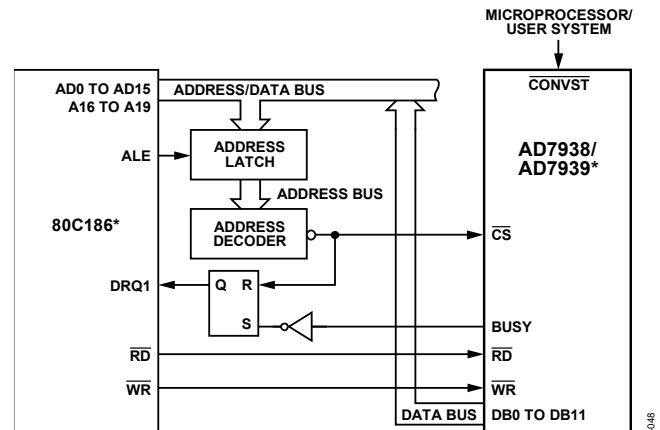 MICROPROCESSOR/
USER SYSTEM
CONVST
AD0 TO AD15
A16 TO A19
ADDRESS/DATA BUS
ALE
ADDRESS
LATCH
AD7938/
AD7939*
ADDRESS BUS
80C186*
ADDRESS
DECODER
CS
DRQ1
Q R
S
BUSY
RD
RD
WR
WR
DATA BUS
DB0 TO DB11
-048